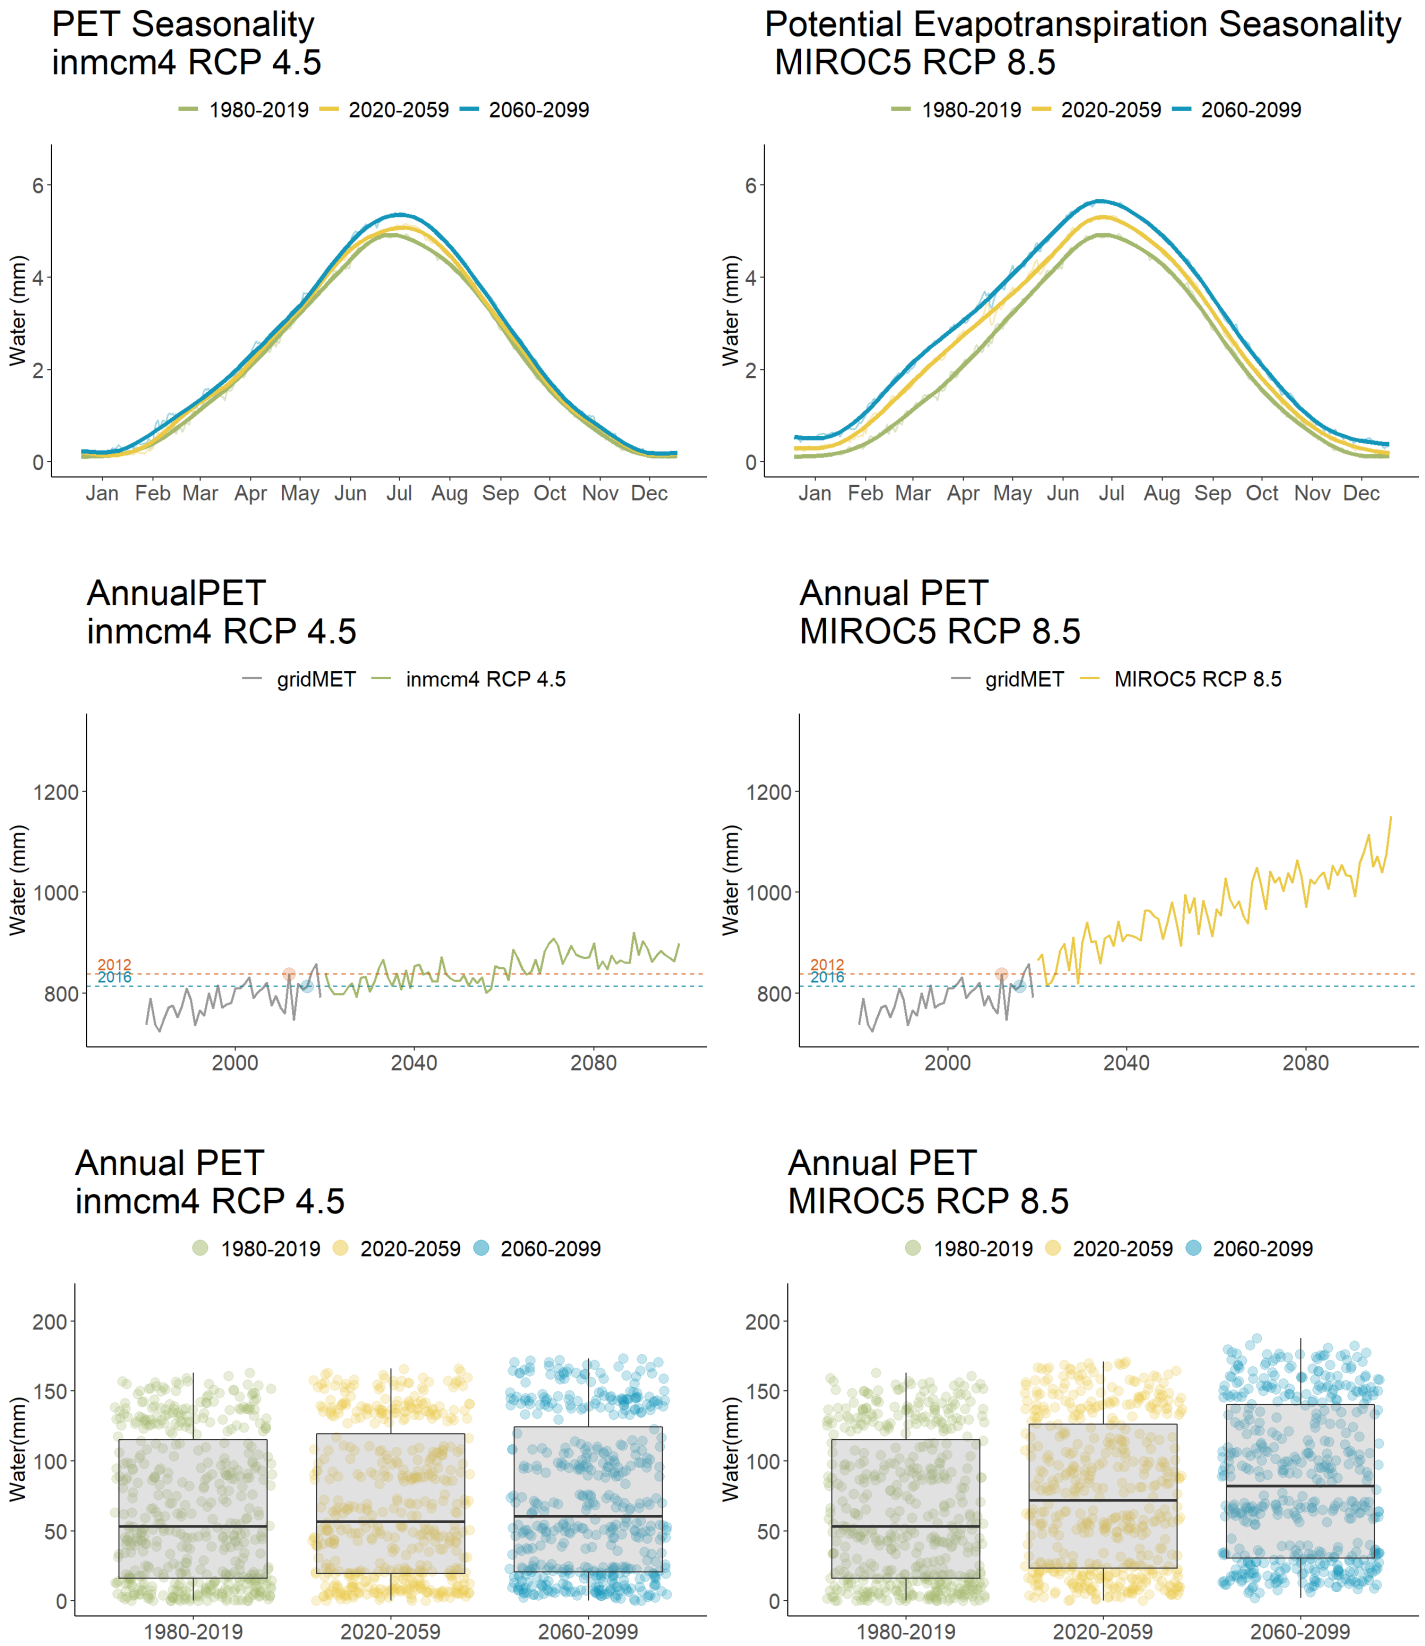 PET Seasonality
inmcm4 RCP 4.5
1980-2019 2020-2059 2060-2099
Water (mm)
6
4
2
0
Jan Feb Mar Apr May Jun Jul Aug Sep Oct Nov Dec
Potential Evapotranspiration Seasonality
MIROC5 RCP 8.5
1980-2019 2020-2059 2060-2099
Water (mm)
6
4
2
0
Jan Feb Mar Apr May Jun Jul Aug Sep Oct Nov Dec
AnnualPET
inmcm4 RCP 4.5
gridMET inmcm4 RCP 4.5
Water (mm)
1200
1000
800
2012
2016
2000 2040 2080
Annual PET
MIROC5 RCP 8.5
gridMET MIROC5 RCP 8.5
Water (mm)
1200
1000
800
2012
2016
2000 2040 2080
Annual PET
inmcm4 RCP 4.5
1980-2019 2020-2059 2060-2099
Water(mm)
200
150
100
50
0
1980-2019 2020-2059 2060-2099
Annual PET
MIROC5 RCP 8.5
1980-2019 2020-2059 2060-2099
Water(mm)
200
150
100
50
0
1980-2019 2020-2059 2060-2099